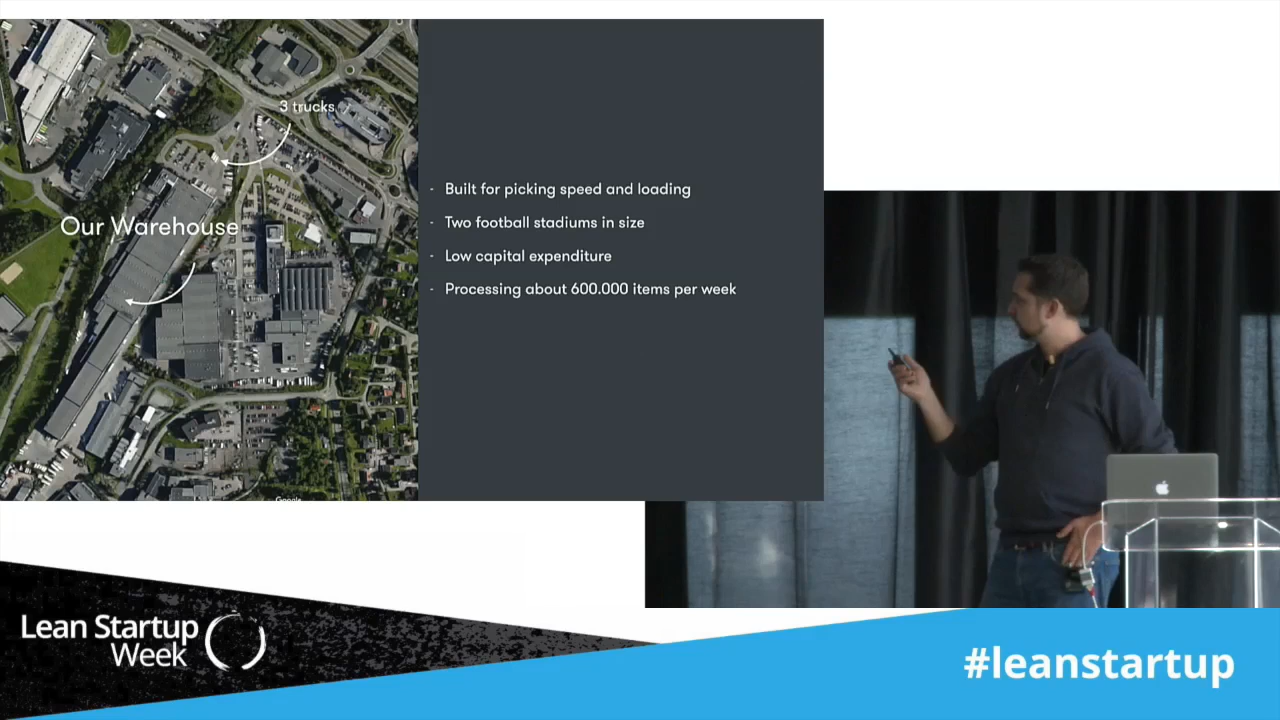 3 trucks
Our Warehouse
- Built for picking speed and loading
- Two football stadiums in size
- Low capital expenditure
- Processing about 600.000 items per week
Google
Lean Startup
Week
#leanstartup